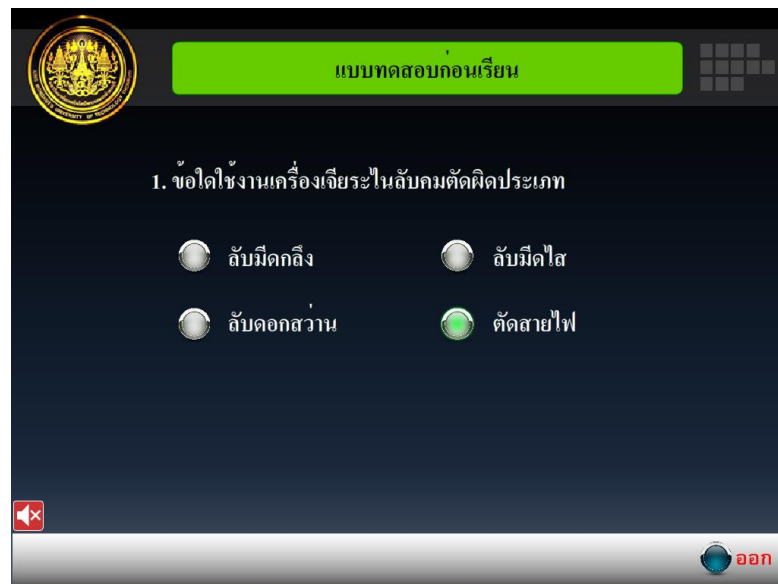 แบบทดสอบก่อนเรียน
1. ข้อใดใช้งานเครื่องเจียระไนลับคมตัดผิดประเภท
ลับมีดกลึง ลับมีดไส
ลับดอกสว่าน ตัดสายไฟ
ออก